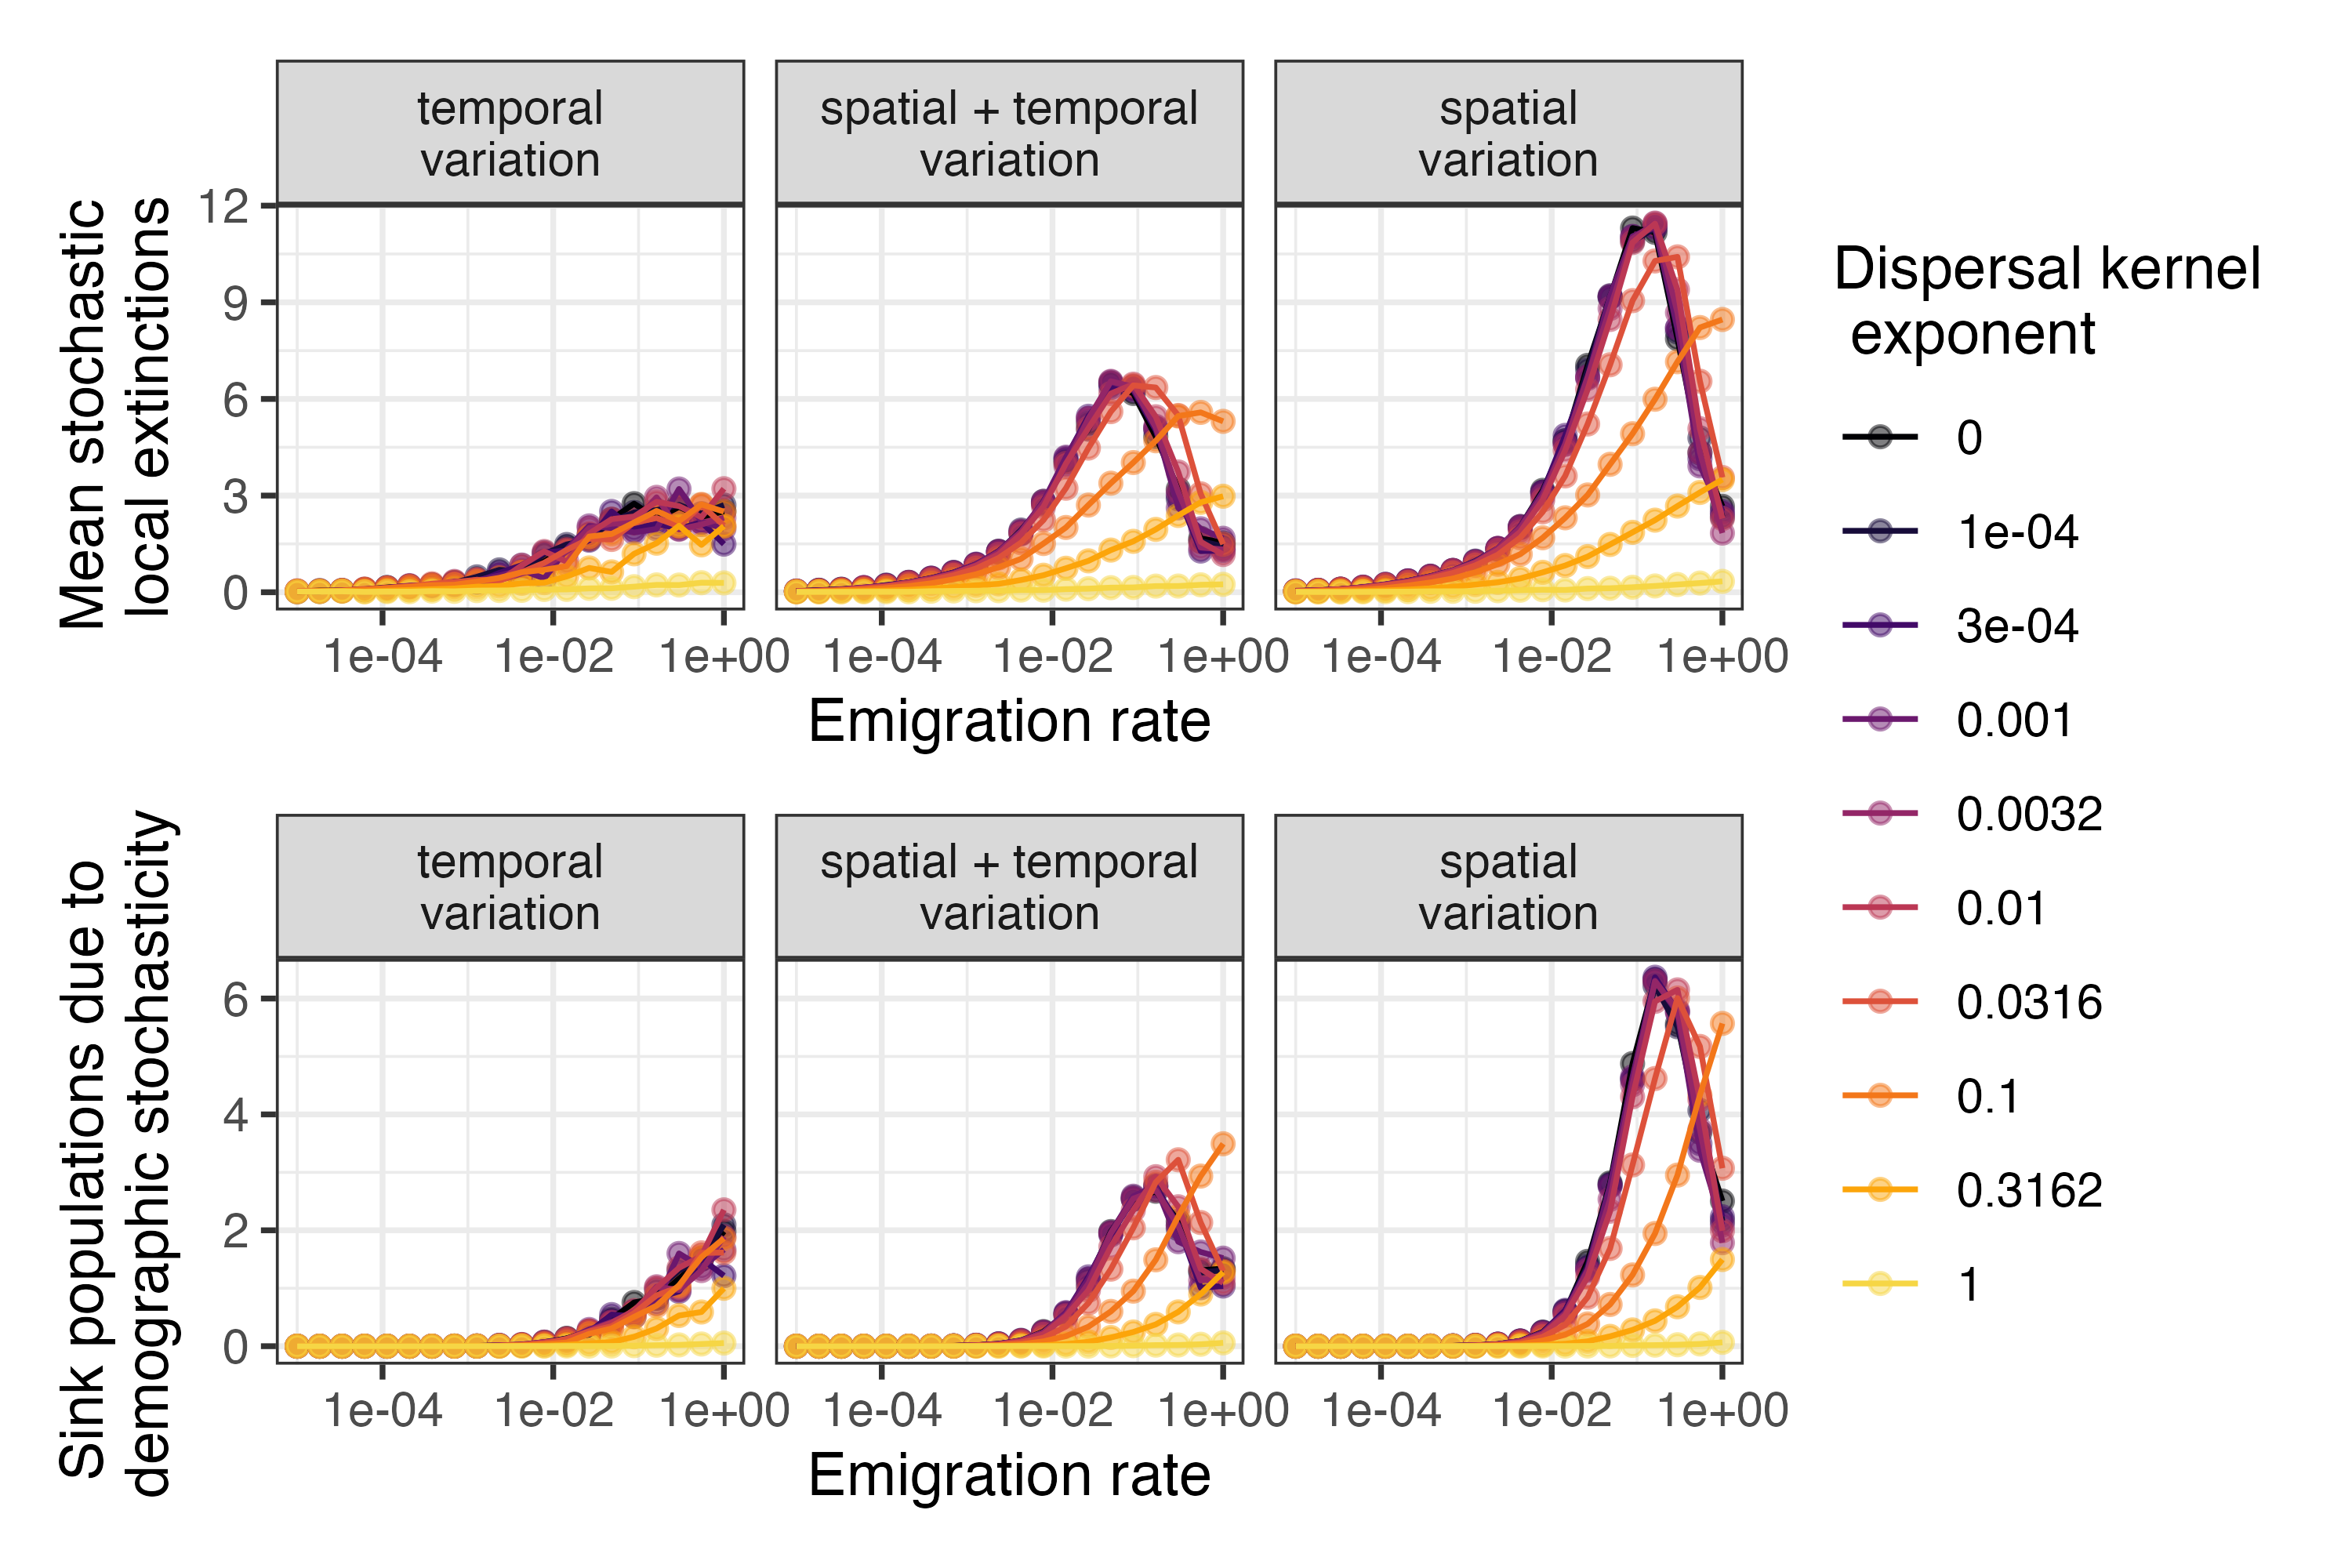 temporal
variation
spatial + temporal
variation
spatial
variation
Mean stochastic
local extinctions
12
9
6
3
0
1e-04
1e-02
1e+00
1e-04
1e-02
1e+00
1e-04
1e-02
1e+00
Emigration rate
temporal
variation
spatial + temporal
variation
spatial
variation
Sink populations due to
demographic stochasticity
6
4
2
0
1e-04
1e-02
1e+00
1e-04
1e-02
1e+00
1e-04
1e-02
1e+00
Emigration rate
Dispersal kernel
exponent
0
1e-04
3e-04
0.001
0.0032
0.01
0.0316
0.1
0.3162
1